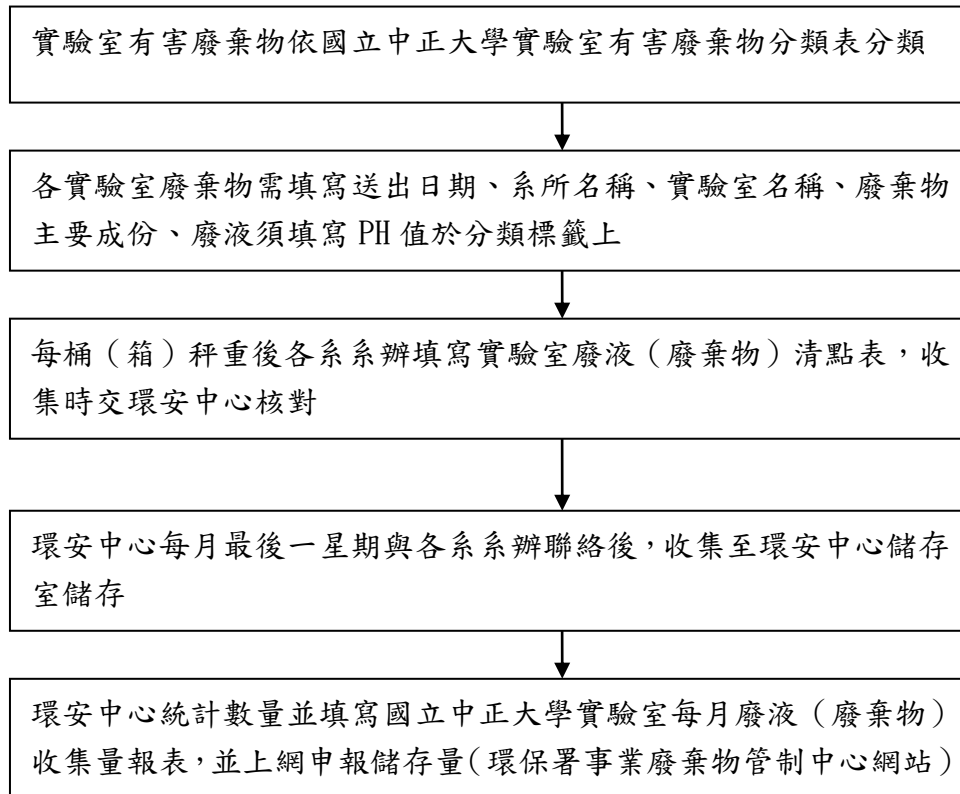 實驗室有害廢棄物依國立中正大學實驗室有害廢棄物分類表分類
各實驗室廢棄物需填寫送出日期、系所名稱、實驗室名稱、廢棄物
主要成份、廢液須填寫 PH 值於分類標籤上
每桶（箱）秤重後各系系辦填寫實驗室廢液（廢棄物）清點表，收
集時交環安中心核對
環安中心每月最後一星期與各系系辦聯絡後，收集至環安中心儲存
室儲存
環安中心統計數量並填寫國立中正大學實驗室每月廢液（廢棄物）
收集量報表，並上網申報儲存量（環保署事業廢棄物管制中心網站）